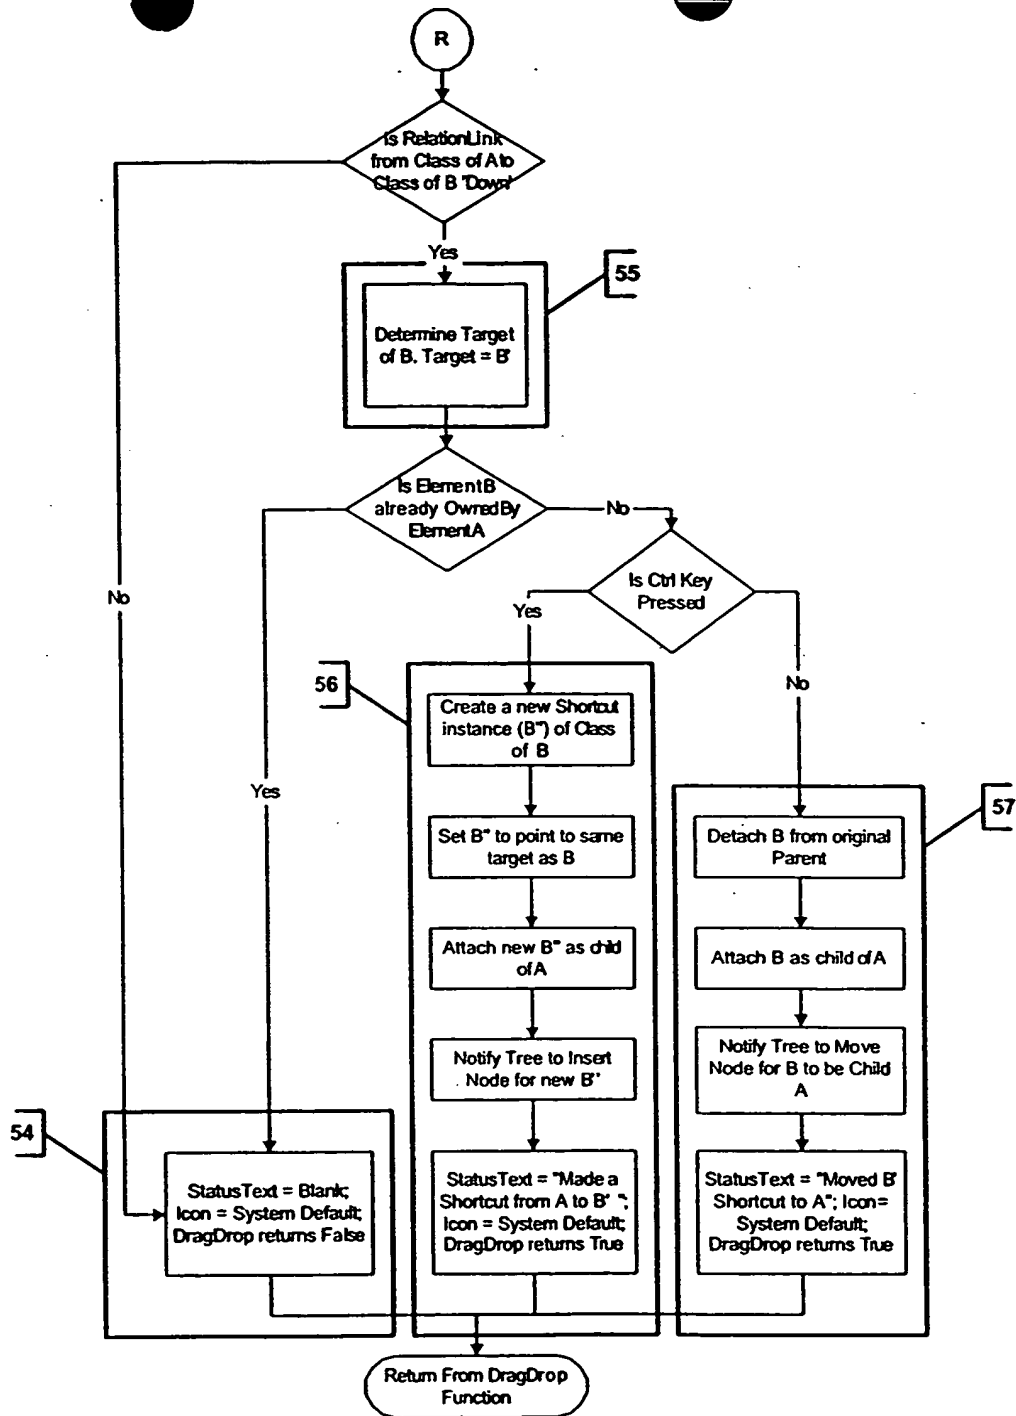 R
Is RelationLink
from Class of A to
Class of B "Down"
Yes
55
Determine Target
of B. Target = B'
Is Element B
already OwnedBy
Element A
No
Is Ctrl Key
Pressed
No
Yes
No
56
Create a new Shortcut
instance (B") of Class
of B
Yes
57
Set B" to point to same
target as B
Detach B from original
Parent
Attach new B" as child
of A
Attach B as child of A
Notify Tree to Insert
Node for new B"
Notify Tree to Move
Node for B to be Child
A
54
StatusText = Blank;
Icon = System Default;
DragDrop returns False
StatusText = "Made a
Shortcut from A to B' ";
Icon = System Default;
DragDrop returns True
StatusText = "Moved B'
Shortcut to A"; Icon=
System Default;
DragDrop returns True
Return From DragDrop
Function